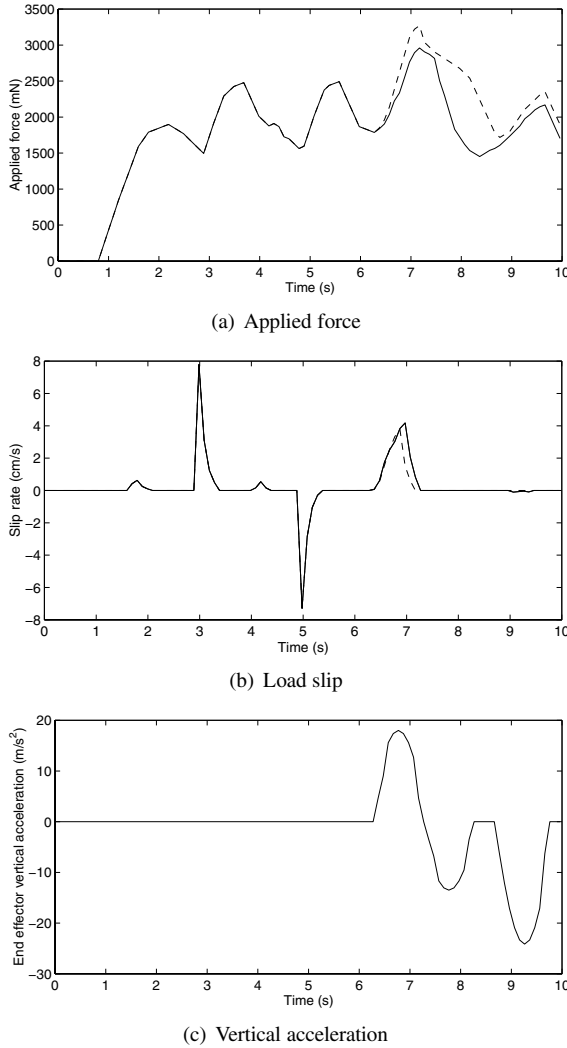 3500
3000
2500
2000
1500
1000
500
0
Applied force (mN)
0 1 2 3 4 5 6 7 8 9 10
Time (s)
(a) Applied force
8
6
4
2
0
−2
−4
−6
−8
Slip rate (cm/s)
0 1 2 3 4 5 6 7 8 9 10
Time (s)
(b) Load slip
20
10
0
−10
−20
−30
End effector vertical acceleration (m/s²)
0 1 2 3 4 5 6 7 8 9 10
Time (s)
(c) Vertical acceleration